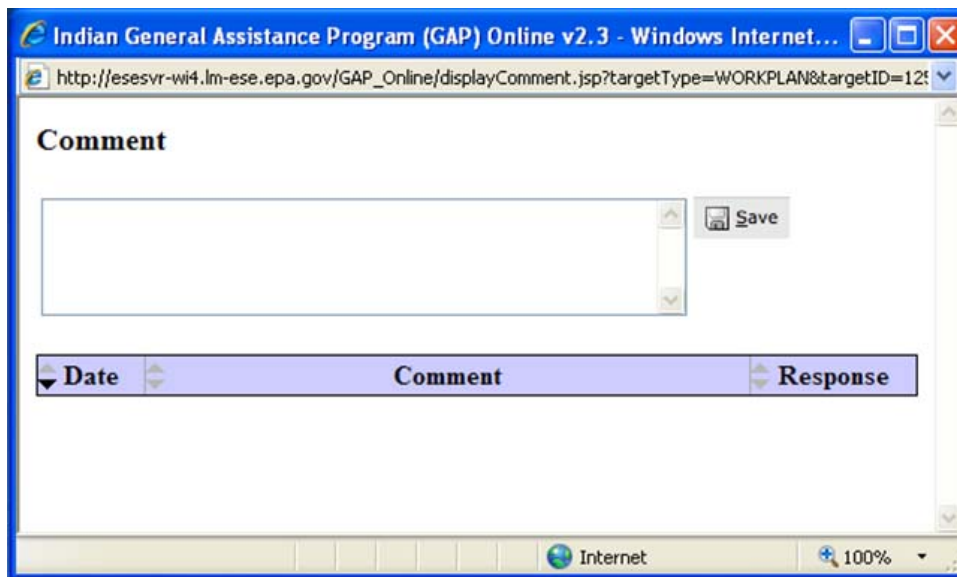 Indian General Assistance Program (GAP) Online v2.3 - Windows Internet...
http://esesvr-wi4.lm-ese.epa.gov/GAP_Online/displayComment.jsp?targetType=WORKPLAN&targetID=125
Comment
Save
Date Comment Response
Internet 100%